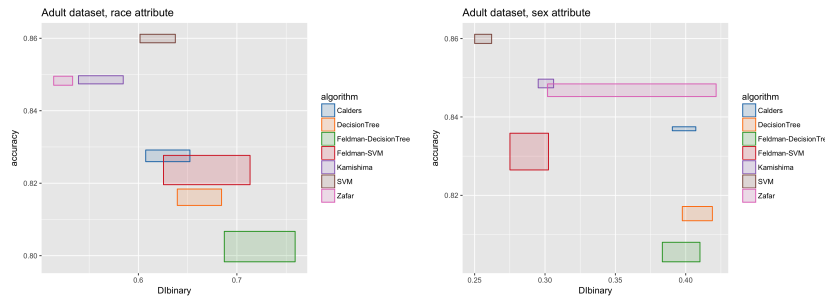 Adult dataset, race attribute
0.86
0.84
0.82
0.80
accuracy
0.6
0.7
DIbinary
algorithm
Calders
DecisionTree
Feldman-DecisionTree
Feldman-SVM
Kamishima
SVM
Zafar
Adult dataset, sex attribute
0.86
0.84
0.82
accuracy
0.25
0.30
0.35
0.40
DIbinary
algorithm
Calders
DecisionTree
Feldman-DecisionTre
Feldman-SVM
Kamishima
SVM
Zafar